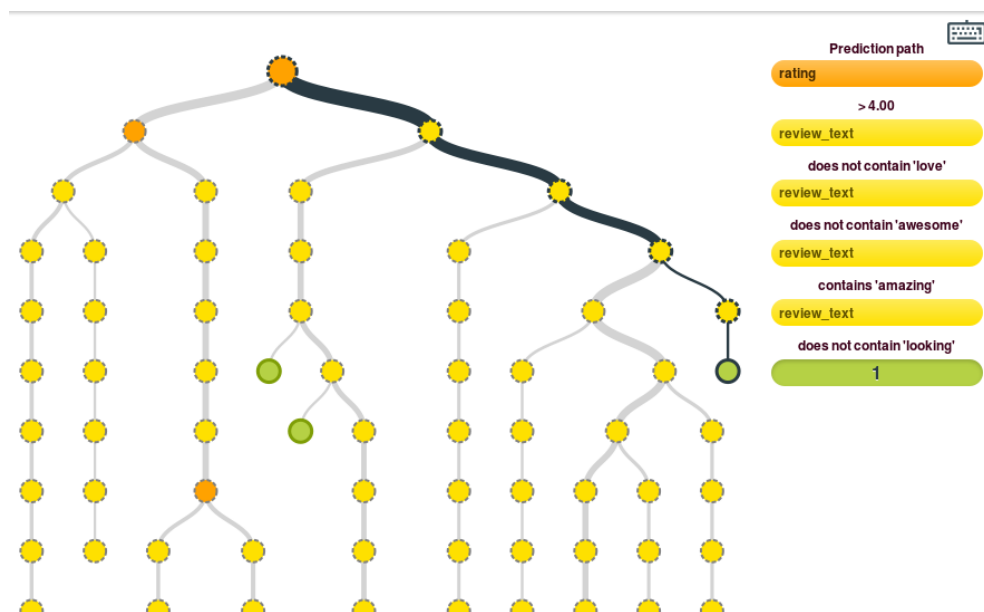 Prediction path
rating
> 4.00
review_text
does not contain 'love'
review_text
does not contain 'awesome'
review_text
contains 'amazing'
review_text
does not contain 'looking'
1